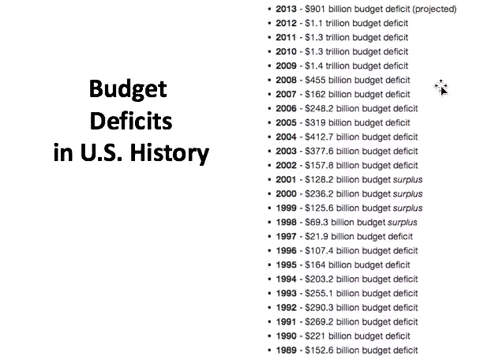 Budget
Deficits
in U.S. History
• 2013 - $901 billion budget deficit (projected)
• 2012 - $1.1 trillion budget deficit
• 2011 - $1.3 trillion budget deficit
• 2010 - $1.3 trillion budget deficit
• 2009 - $1.4 trillion budget deficit
• 2008 - $455 billion budget deficit
• 2007 - $162 billion budget deficit
• 2006 - $248.2 billion budget deficit
• 2005 - $319 billion budget deficit
• 2004 - $412.7 billion budget deficit
• 2003 - $377.6 billion budget deficit
• 2002 - $157.8 billion budget deficit
• 2001 - $128.2 billion budget surplus
• 2000 - $236.2 billion budget surplus
• 1999 - $125.6 billion budget surplus
• 1998 - $69.3 billion budget surplus
• 1997 - $21.9 billion budget deficit
• 1996 - $107.4 billion budget deficit
• 1995 - $164 billion budget deficit
• 1994 - $203.2 billion budget deficit
• 1993 - $255.1 billion budget deficit
• 1992 - $290.3 billion budget deficit
• 1991 - $269.2 billion budget deficit
• 1990 - $221 billion budget deficit
• 1989 - $152.6 billion budget deficit